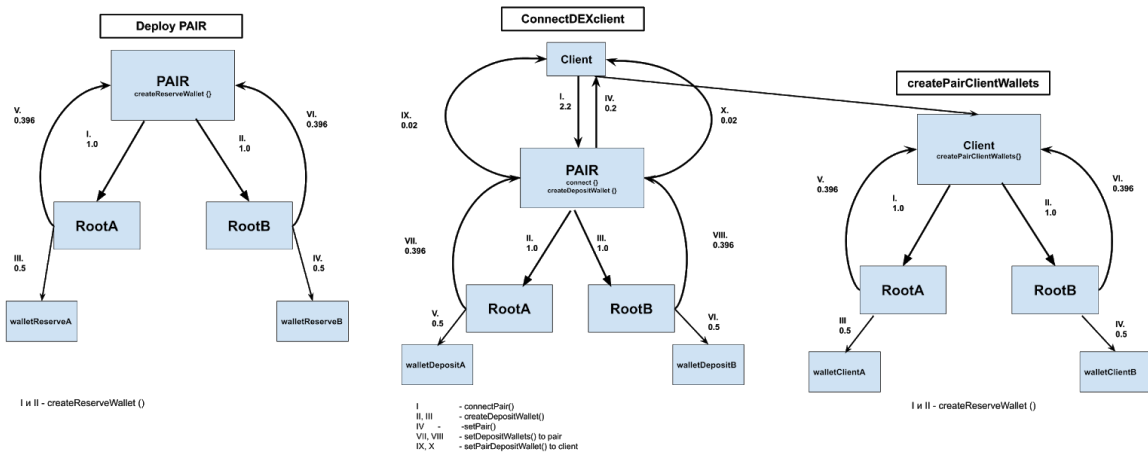 Deploy PAIR
PAIR
createReserveWallet {}
V.
0.396
VI.
0.396
I.
1.0
II.
1.0
RootA
RootB
III.
0.5
IV.
0.5
walletReserveA
walletReserveB
I и II - createReserveWallet ()
ConnectDEXclient
Client
I.
2.2
IV.
0.2
IX.
0.02
X.
0.02
PAIR
connect {}
createDepositWallet {}
VII.
0.396
II.
1.0
III.
1.0
VIII.
0.396
RootA
RootB
V.
0.5
VI.
0.5
walletDepositA
walletDepositB
I - connectPair()
II, III - createDepositWallet()
IV - -setPair()
VII, VIII - setDepositWallets() to pair
IX, X - setPairDepositWallet() to client
createPairClientWallets
Client
createPairClientWallets{}
V.
0.396
VI.
0.396
I.
1.0
II.
1.0
RootA
RootB
III
0.5
IV.
0.5
walletClientA
walletClientB
I и II - createReserveWallet ()